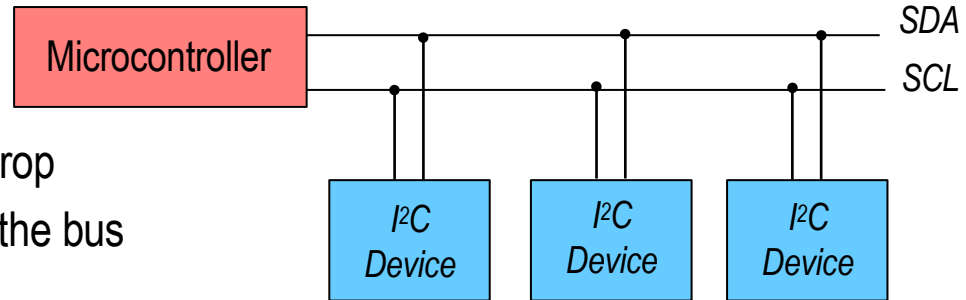 SDA
Microcontroller
SCL
rop
the bus
I²C
Device
I²C
Device
I²C
Device